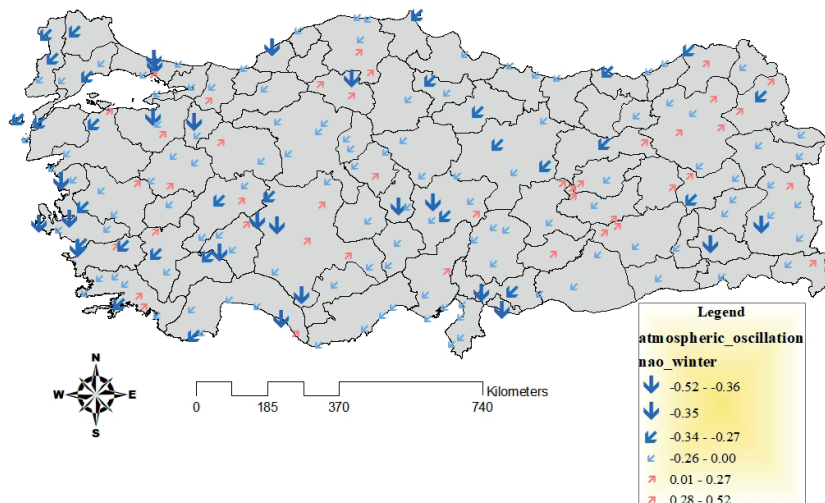 N
W E
S
Kilometers
0 185 370 740
Legend
atmospheric_oscillation
nao_winter
-0.52 - -0.36
-0.35
-0.34 - -0.27
-0.26 - 0.00
0.01 - 0.27
0.28 - 0.52